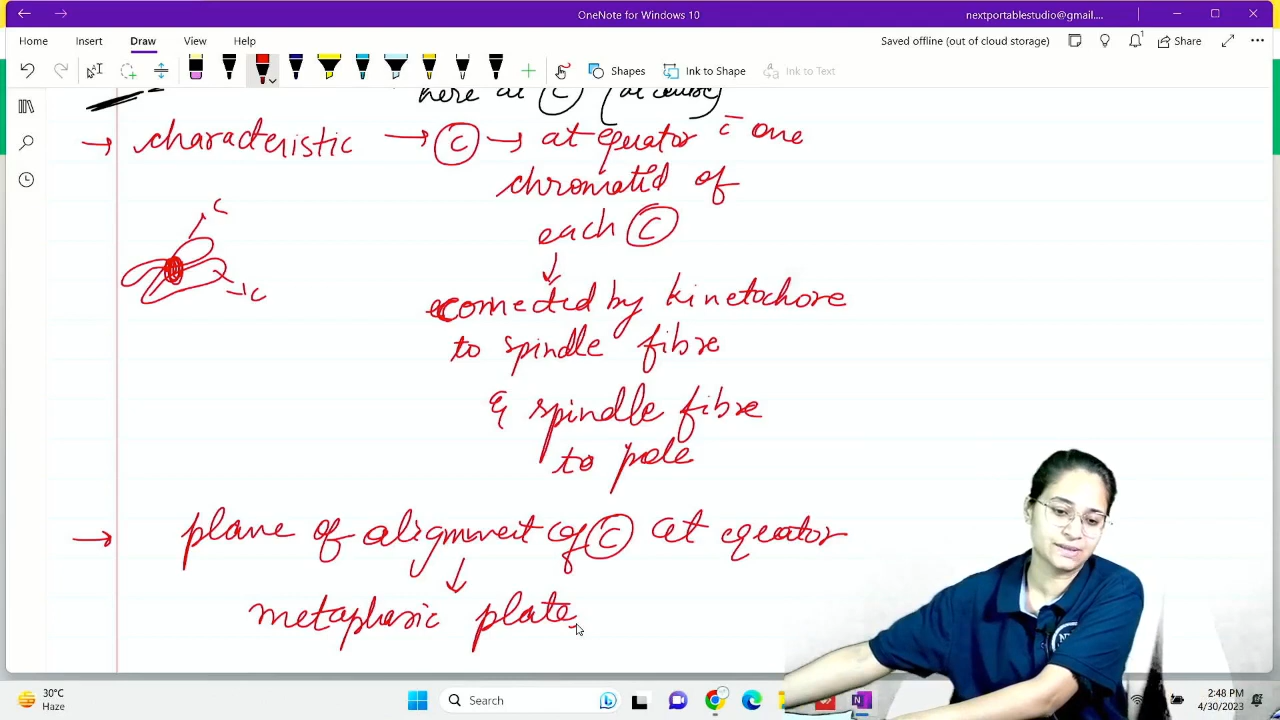 OneNote for Windows 10
nextportablestudio@gmail....
Home Insert Draw View Help
Saved offline (out of cloud storage) Share
Shapes Ink to Shape Ink to Text
here at C
→ characteristic → C → at equator c̄ one
chromatid of
each C
C
C
↓
connected by kinetochore
to spindle fibre
& spindle fibre
to pole
→ plane of alignment of C at equator
↓
metaphasic plate
30°C
Haze
Search
2:48 PM
4/30/2023